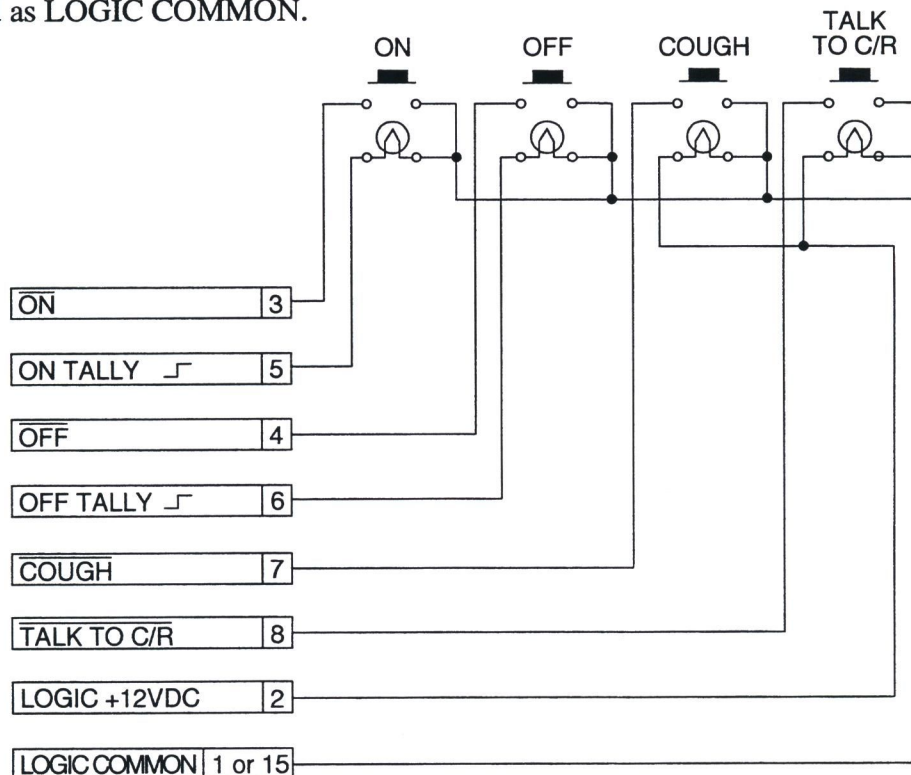 as LOGIC COMMON.
ON
OFF
COUGH
TALK
TO C/R
ON 3
ON TALLY 5
OFF 4
OFF TALLY 6
COUGH 7
TALK TO C/R 8
LOGIC +12VDC 2
LOGIC COMMON 1 or 15